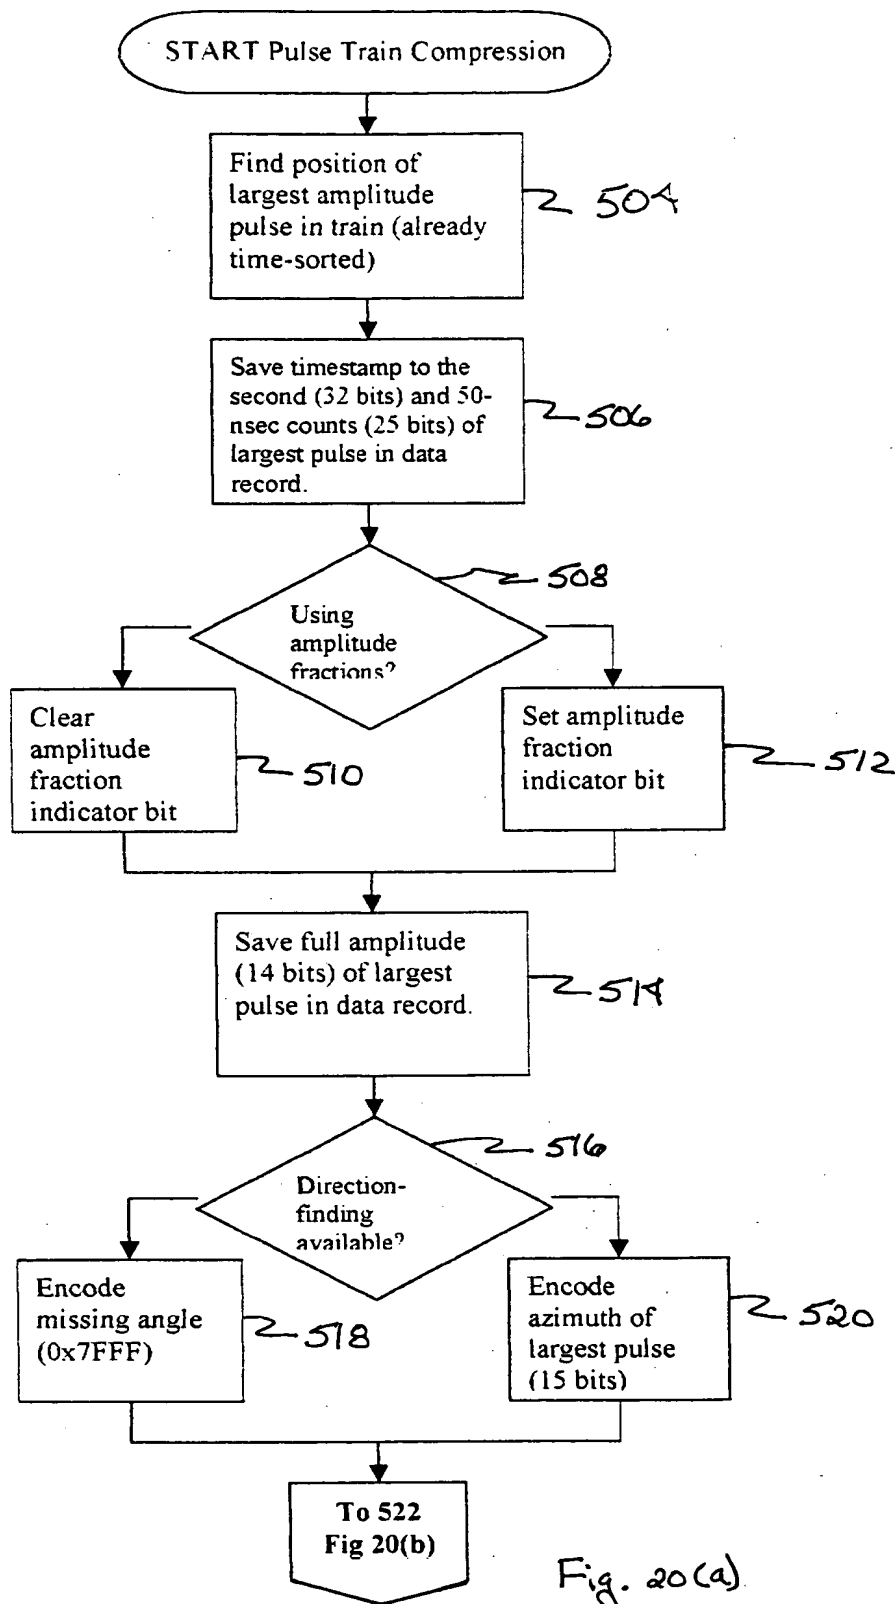 START Pulse Train Compression
Find position of
largest amplitude
pulse in train (already
time-sorted)
504
Save timestamp to the
second (32 bits) and 50-
nsec counts (25 bits) of
largest pulse in data
record.
506
508
Using
amplitude
fractions?
Clear
amplitude
fraction
indicator bit
510
Set amplitude
fraction
indicator bit
512
Save full amplitude
(14 bits) of largest
pulse in data record.
514
516
Direction-
finding
available?
Encode
missing angle
(0x7FFF)
518
Encode
azimuth of
largest pulse
(15 bits)
520
To 522
Fig 20(b)
Fig. 20(a)